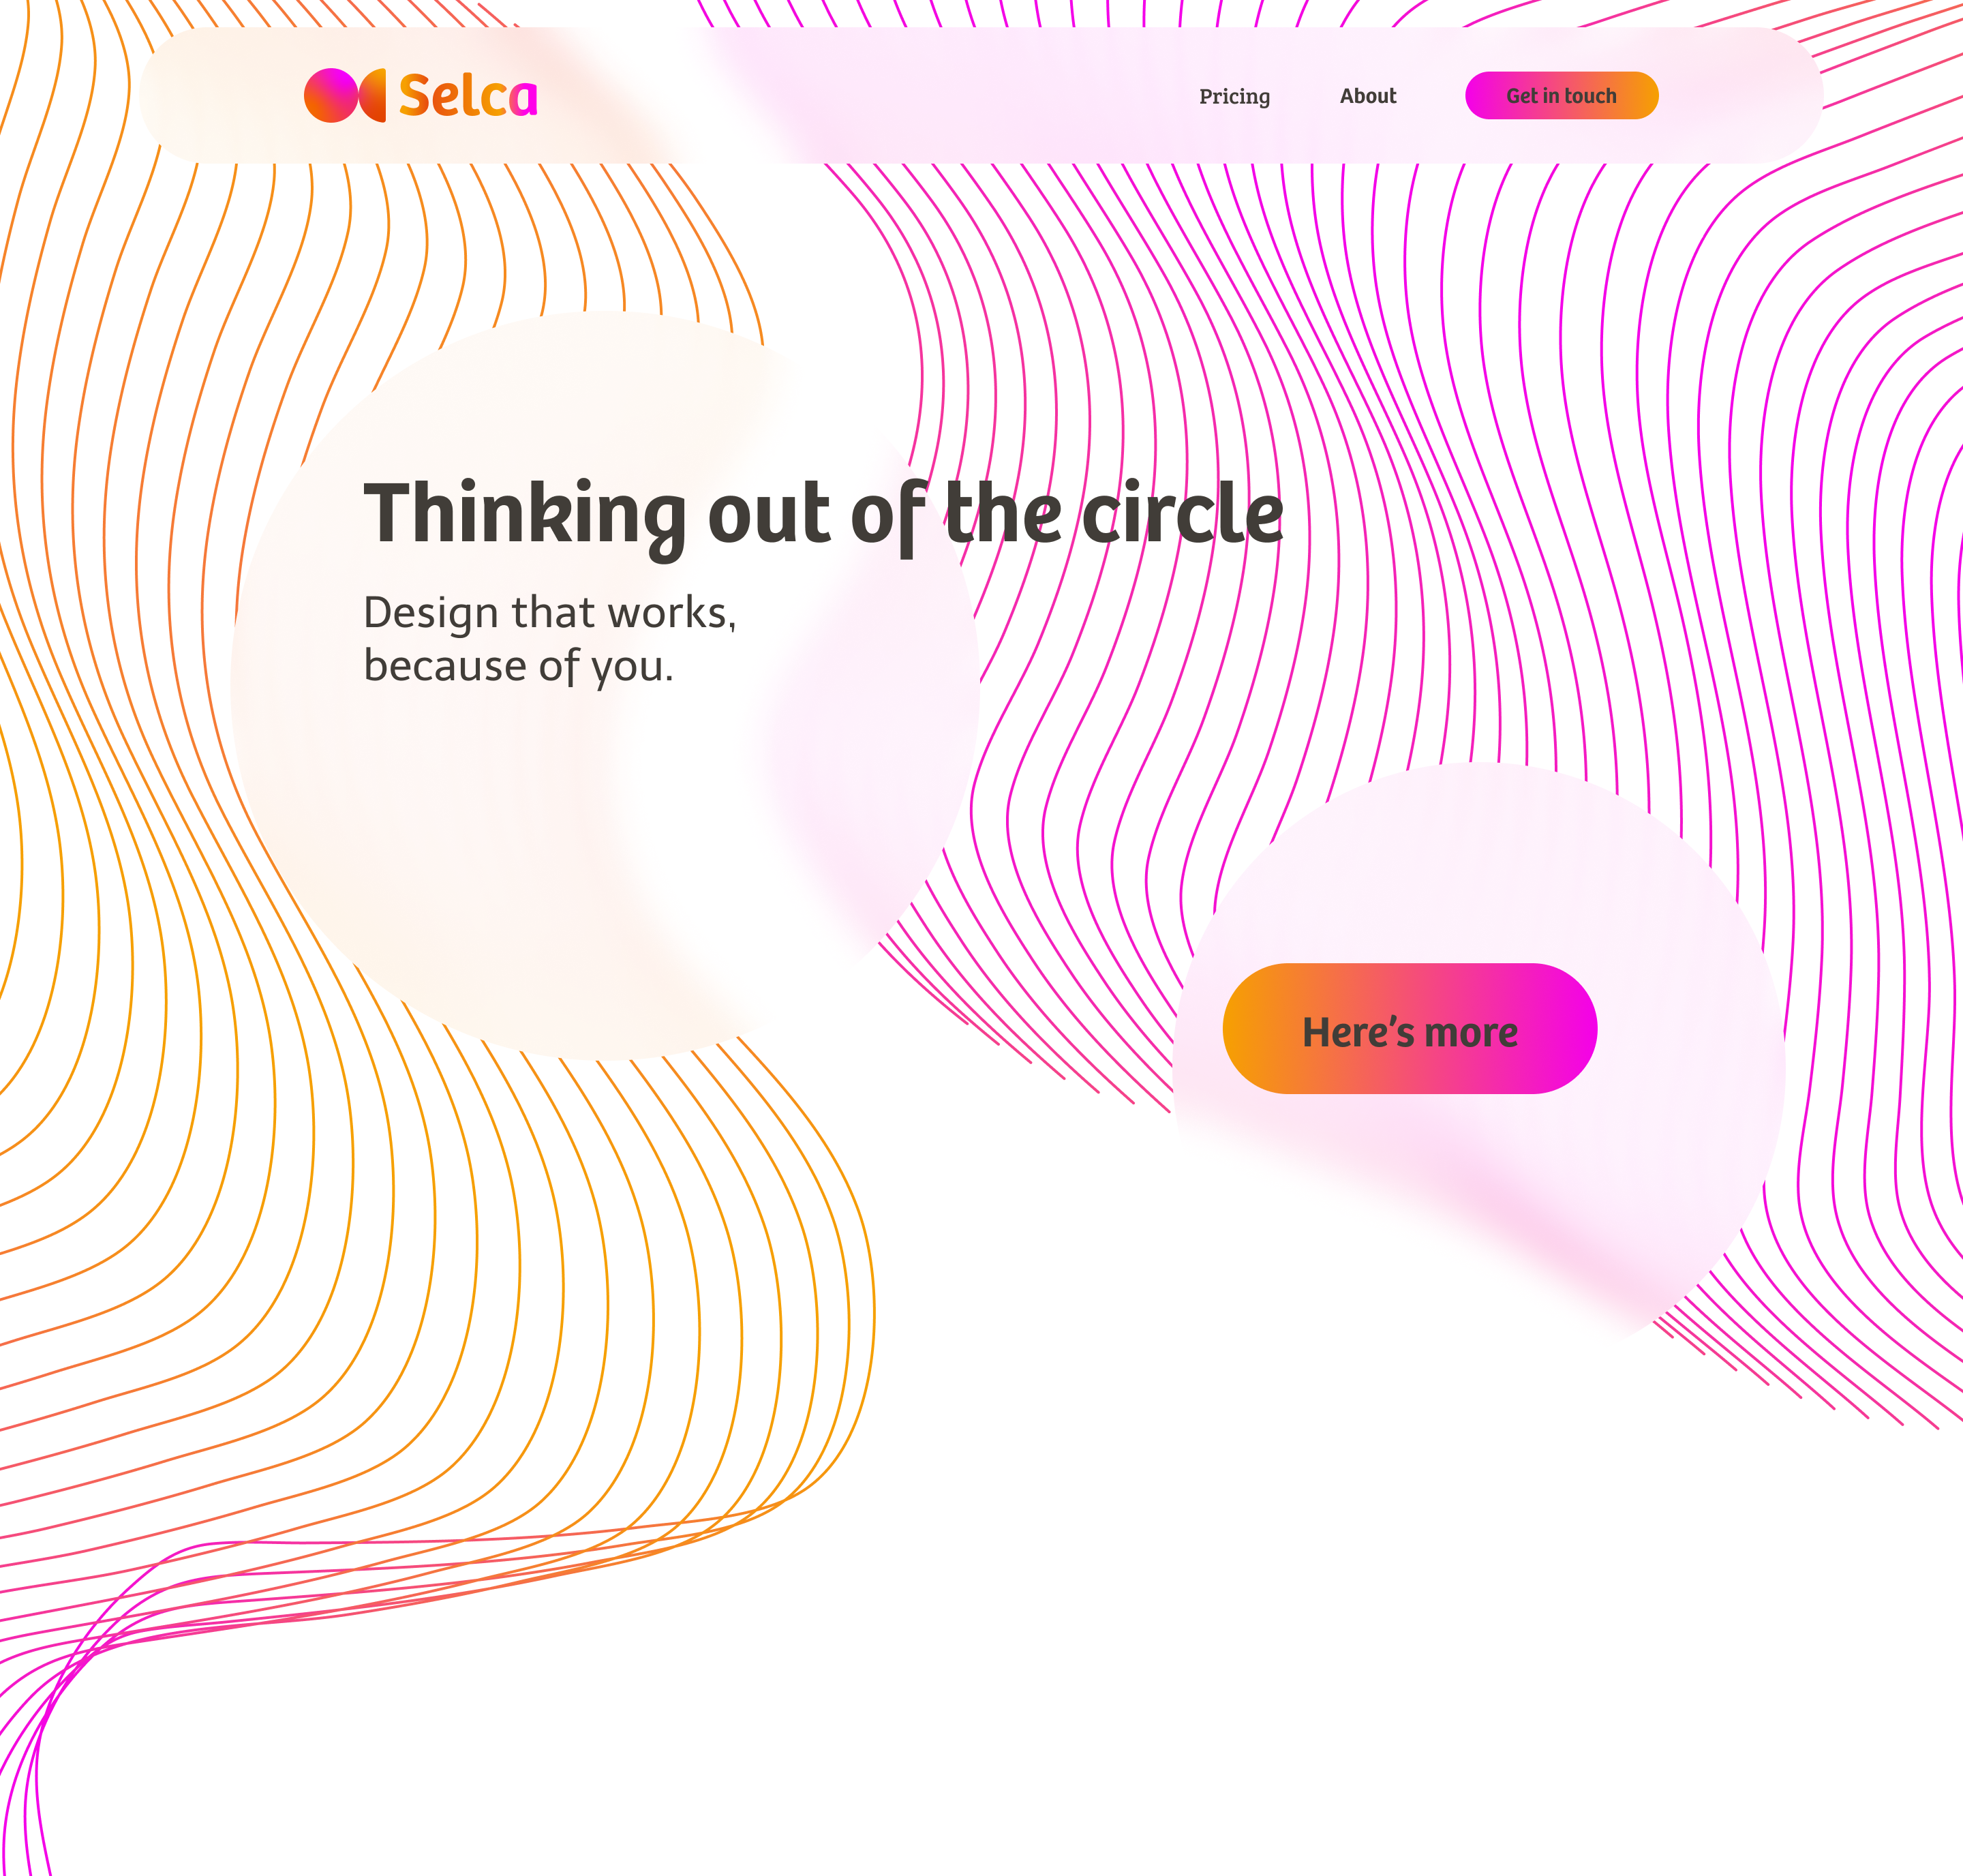 Selca
Pricing
About
Get in touch
Thinking out of the circle
Design that works,
because of you.
Here’s more